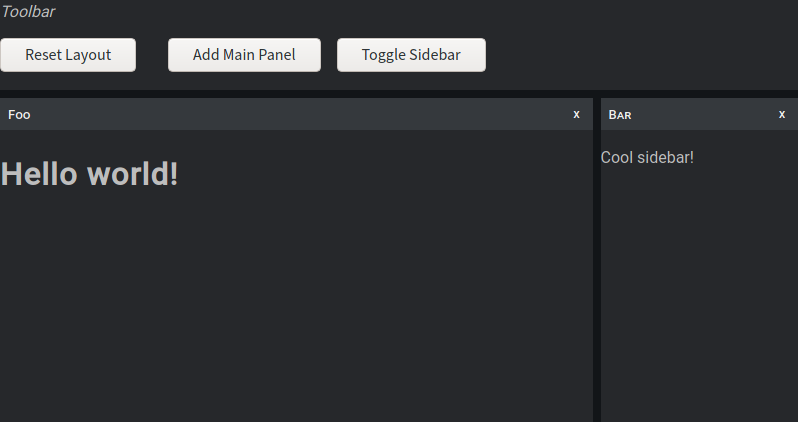 Toolbar
Reset Layout Add Main Panel Toggle Sidebar
Foo x Bar x
Hello world!
Cool sidebar!